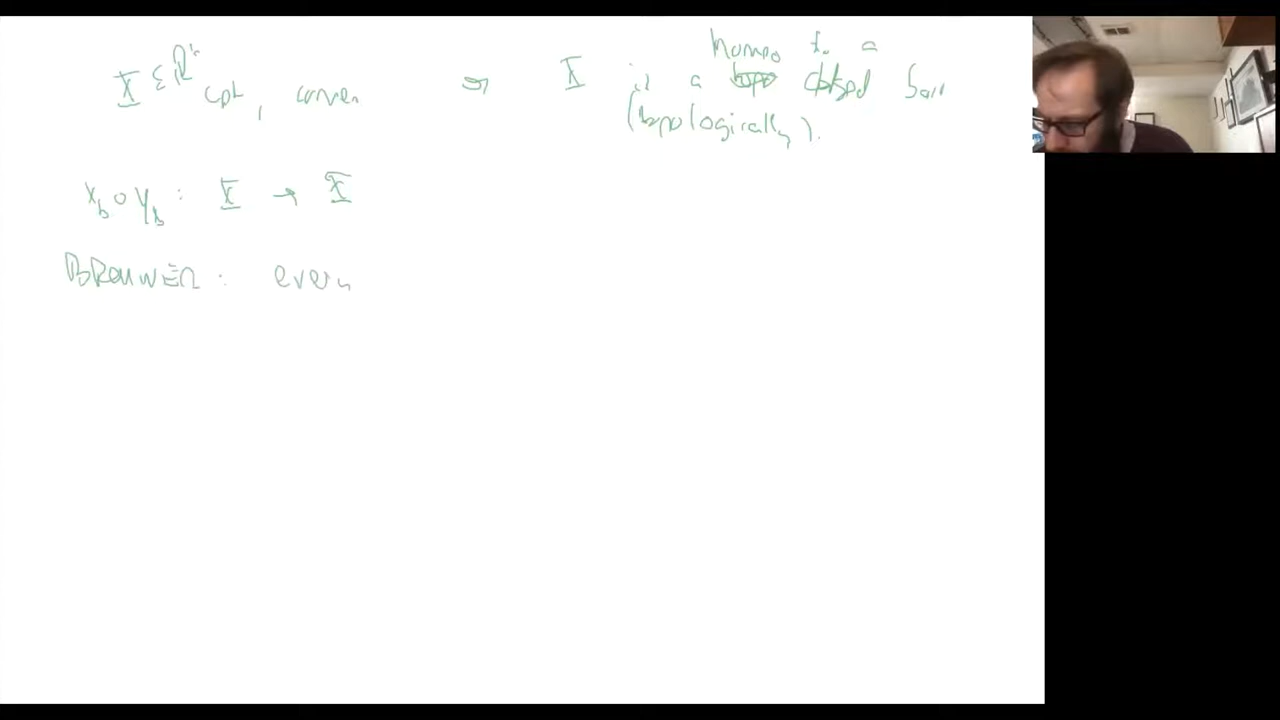 X ⊆ ℝⁿ cpt, convex ⇒ X is a homeo to a closed ball
(topologically).
x_b ∘ y_b : X → X
BROUWER : every